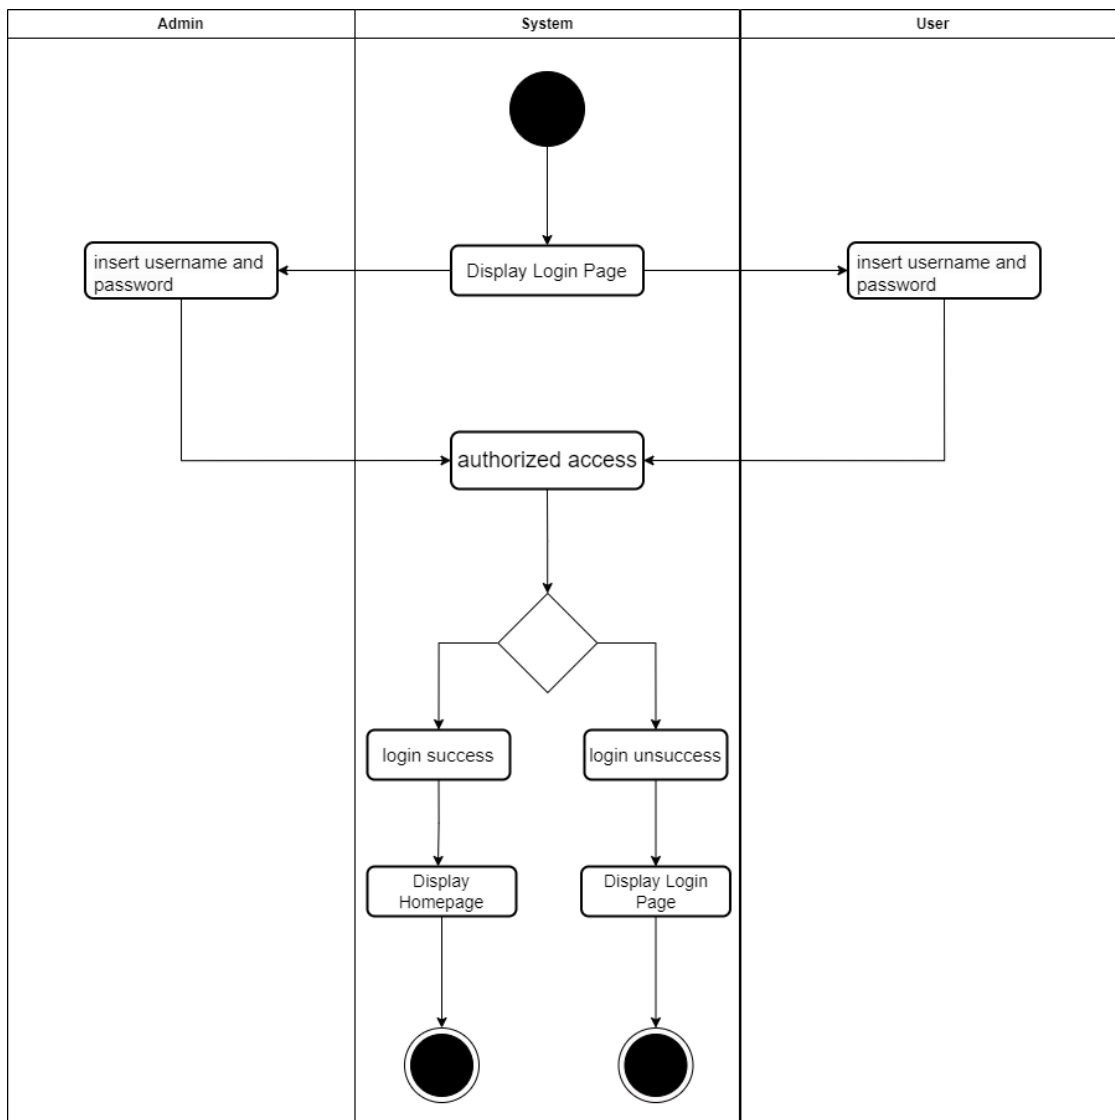 Admin
System
User
insert username and
password
Display Login Page
insert username and
password
authorized access
login success
login unsuccess
Display
Homepage
Display Login
Page